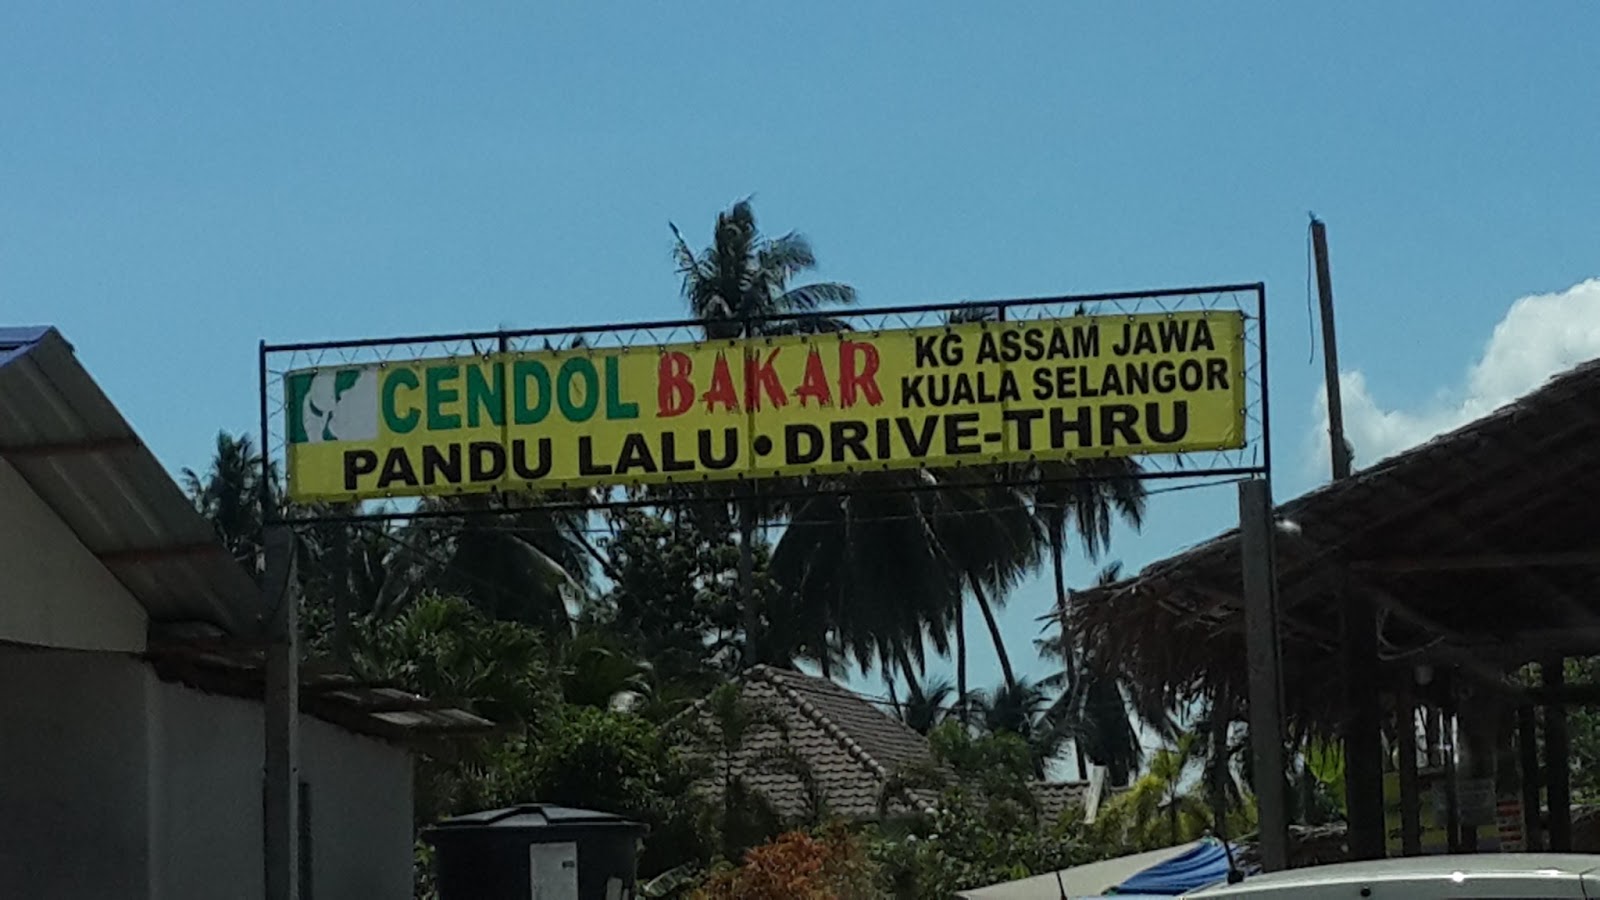 CENDOL BAKAR
KG ASSAM JAWA
KUALA SELANGOR
PANDU LALU • DRIVE-THRU